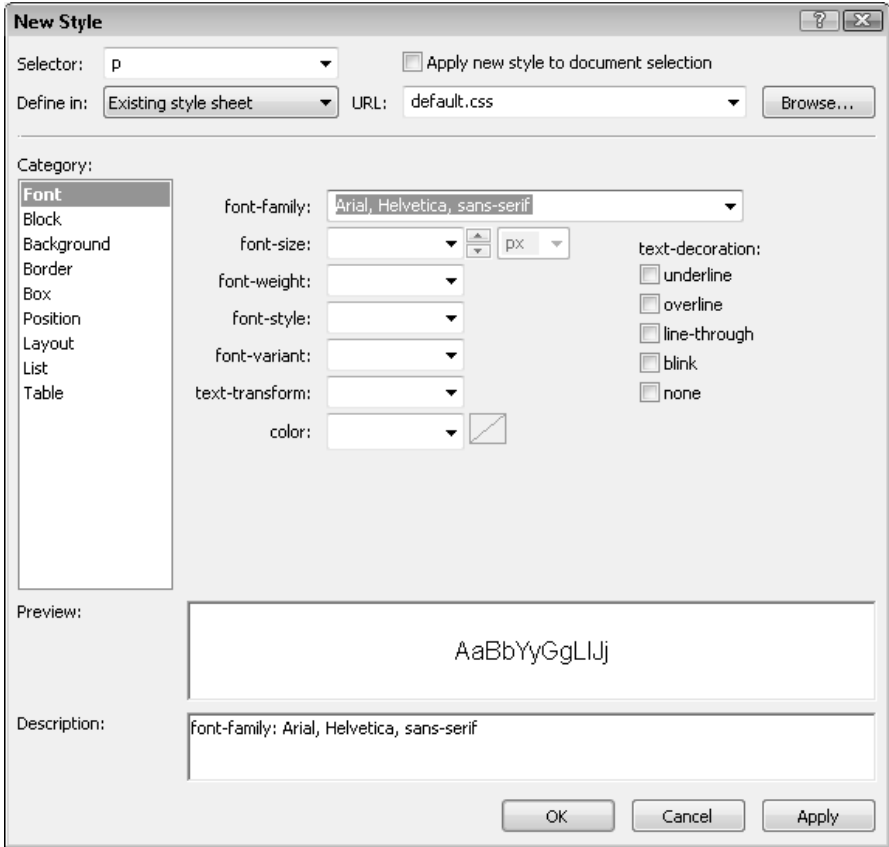 New Style
Selector: p
Apply new style to document selection
Define in: Existing style sheet URL: default.css Browse...
Category:
Font
Block
Background
Border
Box
Position
Layout
List
Table
font-family: Arial, Helvetica, sans-serif
font-size: px
font-weight:
font-style:
font-variant:
text-transform:
color:
text-decoration:
underline
overline
line-through
blink
none
Preview:
AaBbYyGgLlJj
Description:
font-family: Arial, Helvetica, sans-serif
OK Cancel Apply